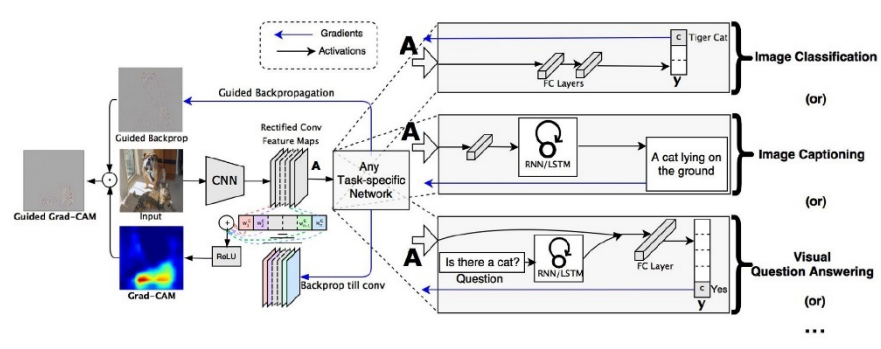 Gradients
Activations
Guided Backpropagation
Guided Backprop
Rectified Conv
Feature Maps
A
Input
CNN
Any
Task-specific
Network
Guided Grad-CAM
+
ReLU
Grad-CAM
Backprop till conv
A
FC Layers
c
Tiger Cat
y
Image Classification
(or)
A
RNN/LSTM
A cat lying on
the ground
Image Captioning
(or)
A
Is there a cat?
Question
RNN/LSTM
FC Layer
c
Yes
y
Visual
Question Answering
(or)
...